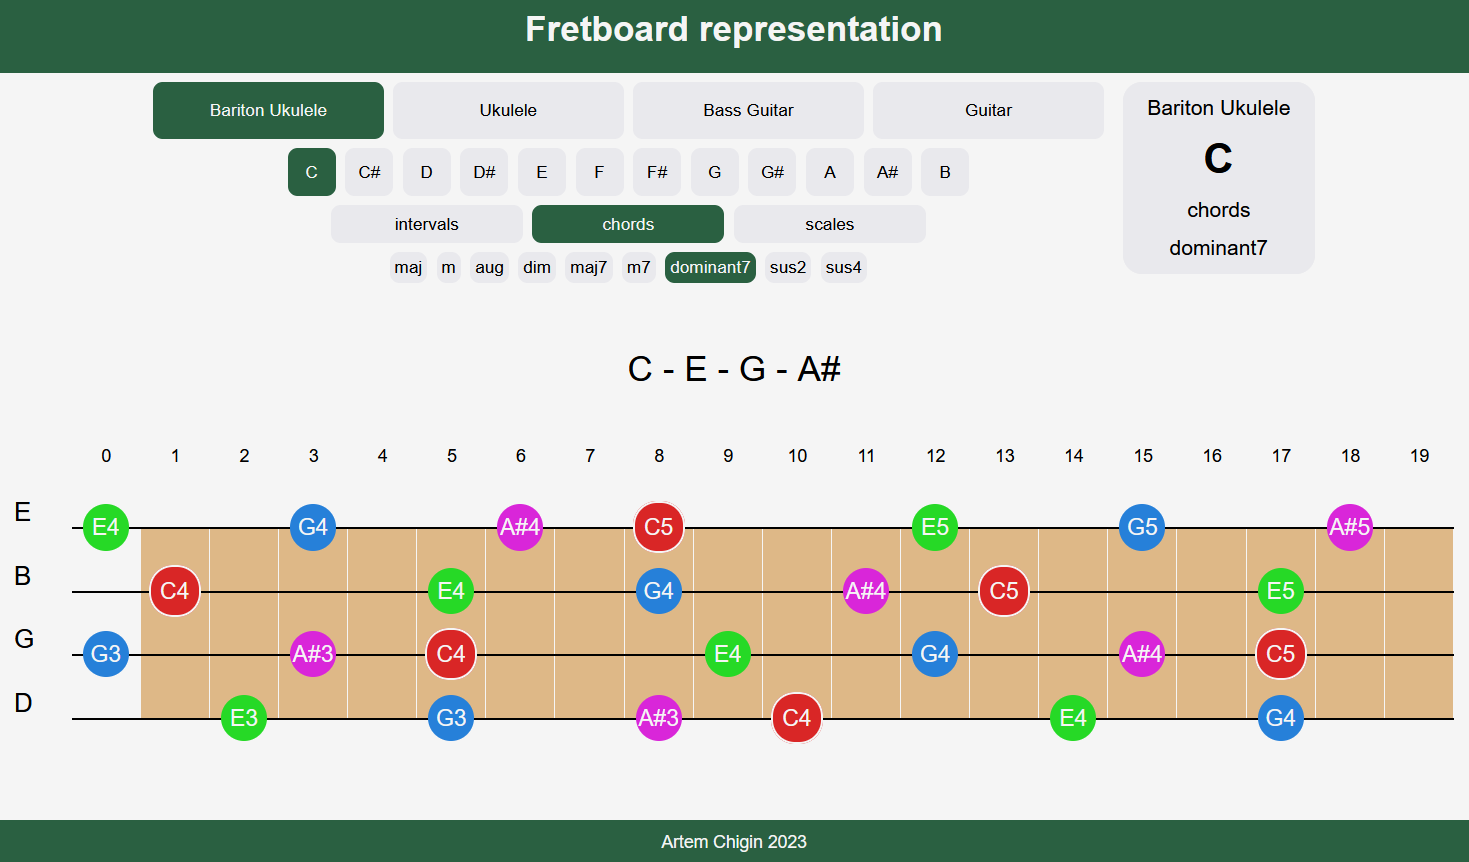 Fretboard representation
Bariton Ukulele Ukulele Bass Guitar Guitar
C C# D D# E F F# G G# A A# B
intervals chords scales
maj m aug dim maj7 m7 dominant7 sus2 sus4
Bariton Ukulele
C
chords
dominant7
C - E - G - A#
0 1 2 3 4 5 6 7 8 9 10 11 12 13 14 15 16 17 18 19
E E4 G4 A#4 C5 E5 G5 A#5
B C4 E4 G4 A#4 C5 E5
G G3 A#3 C4 E4 G4 A#4 C5
D E3 G3 A#3 C4 E4 G4
Artem Chigin 2023